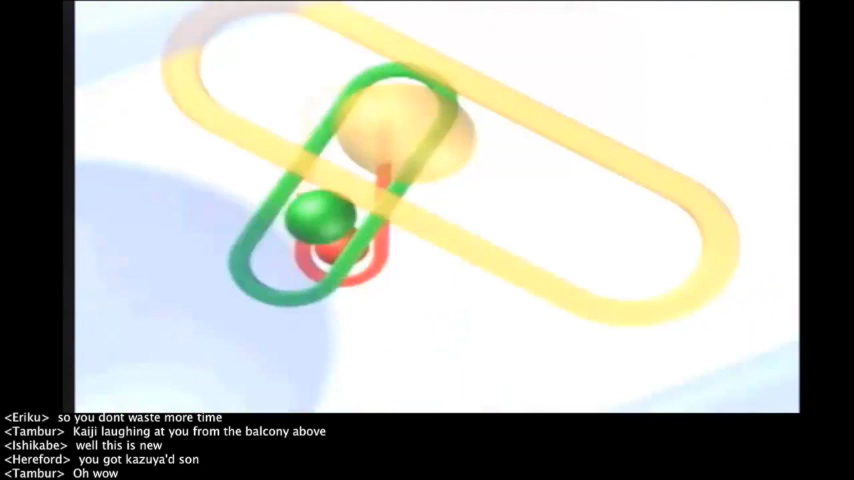 <Eriku> so you dont waste more time
<Tambur> Kaiji laughing at you from the balcony above
<Ishikabe> well this is new
<Hereford> you got kazuya'd son
<Tambur> Oh wow